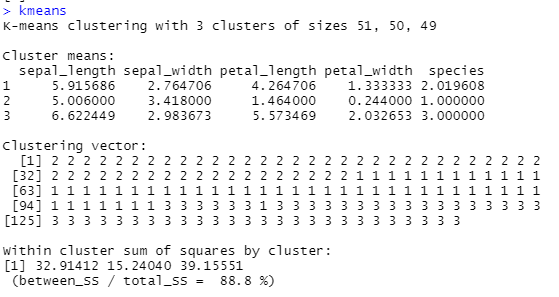 > kmeans
K-means clustering with 3 clusters of sizes 51, 50, 49
Cluster means:
sepal_length sepal_width petal_length petal_width species
1 5.915686 2.764706 4.264706 1.333333 2.019608
2 5.006000 3.418000 1.464000 0.244000 1.000000
3 6.622449 2.983673 5.573469 2.032653 3.000000
Clustering vector:
[1] 2 2 2 2 2 2 2 2 2 2 2 2 2 2 2 2 2 2 2 2 2 2 2 2 2 2 2 2 2 2 2
[32] 2 2 2 2 2 2 2 2 2 2 2 2 2 2 2 2 2 2 2 1 1 1 1 1 1 1 1 1 1 1 1
[63] 1 1 1 1 1 1 1 1 1 1 1 1 1 1 1 1 1 1 1 1 1 1 1 1 1 1 1 1 1 1 1
[94] 1 1 1 1 1 1 1 3 3 3 3 3 3 1 3 3 3 3 3 3 3 3 3 3 3 3 3 3 3 3 3
[125] 3 3 3 3 3 3 3 3 3 3 3 3 3 3 3 3 3 3 3 3 3 3 3 3 3 3
Within cluster sum of squares by cluster:
[1] 32.91412 15.24040 39.15551
(between_SS / total_SS = 88.8 %)